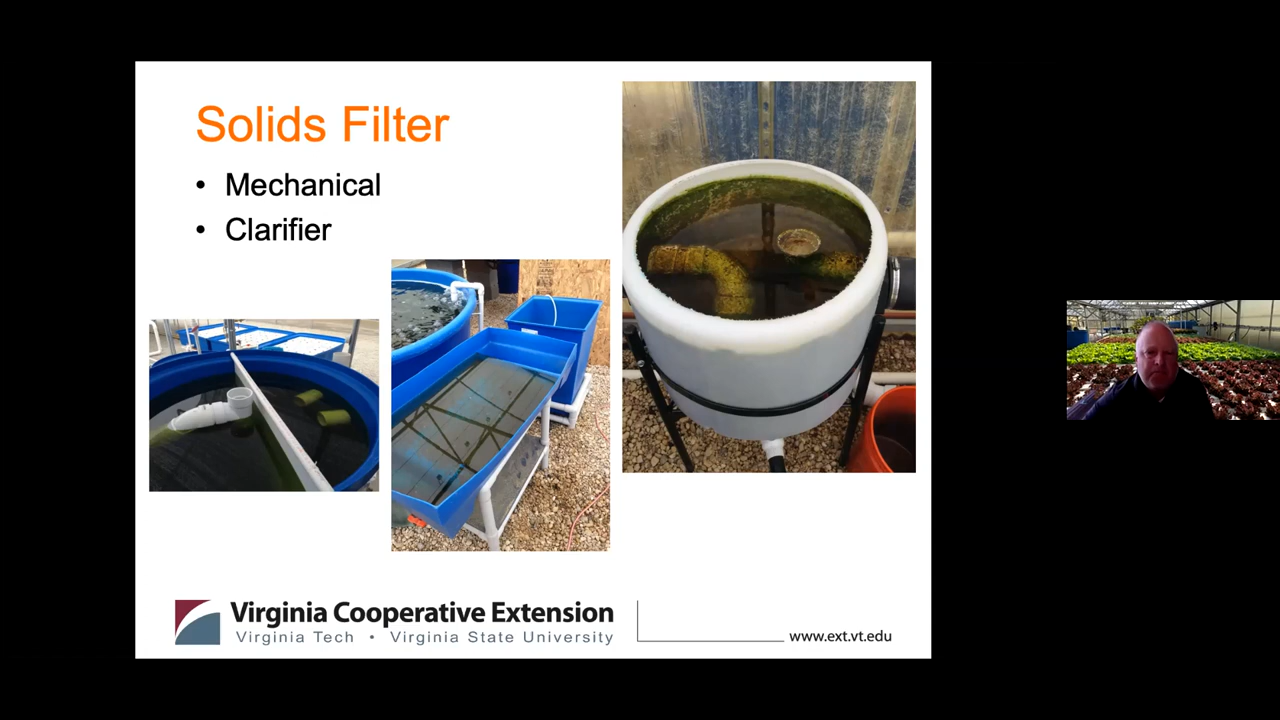 Solids Filter
• Mechanical
• Clarifier
Virginia Cooperative Extension
Virginia Tech • Virginia State University
www.ext.vt.edu